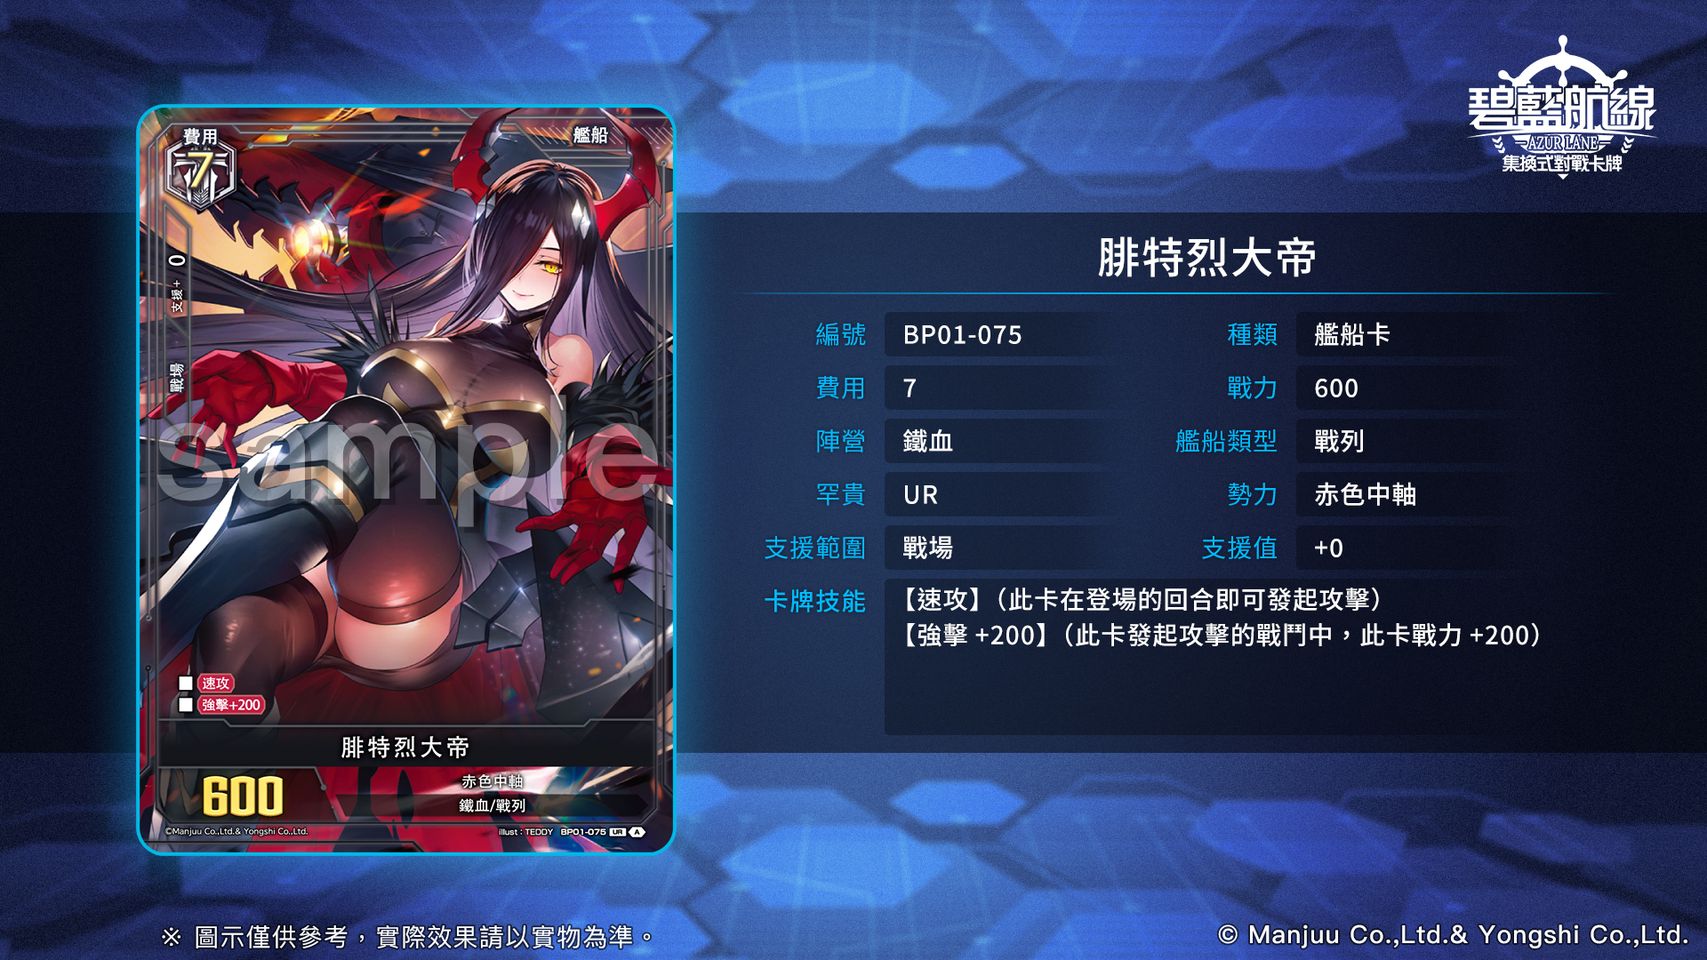 碧藍航線
AZUR LANE
集換式對戰卡牌
費用
7
艦船
支援+ 0
戰場
sample
速攻
強擊+200
腓特烈大帝
600
赤色中軸
鐵血/戰列
©Manjuu Co.,Ltd.& Yongshi Co.,Ltd.
illust : TEDDY BP01-075 UR A
腓特烈大帝
編號 BP01-075 種類 艦船卡
費用 7 戰力 600
陣營 鐵血 艦船類型 戰列
罕貴 UR 勢力 赤色中軸
支援範圍 戰場 支援值 +0
卡牌技能 【速攻】（此卡在登場的回合即可發起攻擊）
【強擊 +200】（此卡發起攻擊的戰鬥中，此卡戰力 +200）
※ 圖示僅供參考，實際效果請以實物為準。
© Manjuu Co.,Ltd.& Yongshi Co.,Ltd.